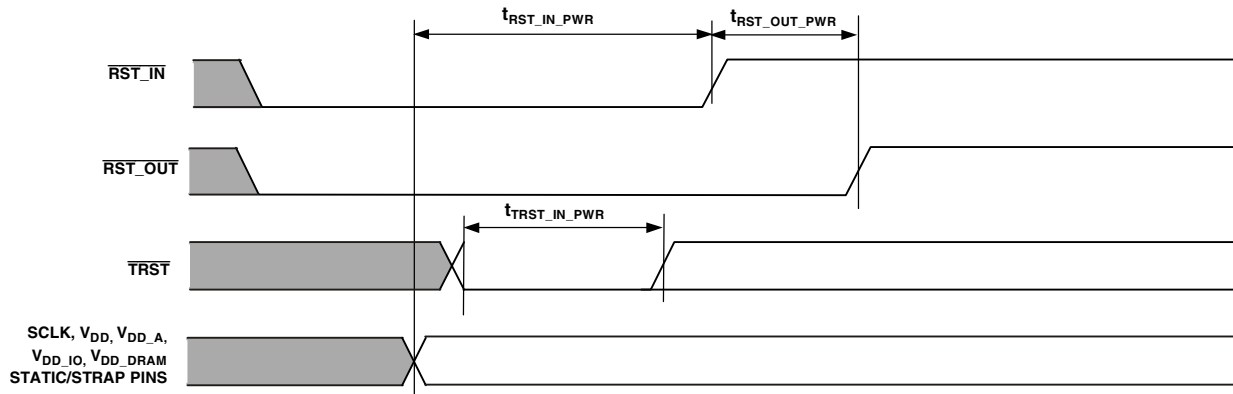 tRST_IN_PWR
tRST_OUT_PWR
RST_IN
RST_OUT
tTRST_IN_PWR
TRST
SCLK, VDD, VDD_A,
VDD_IO, VDD_DRAM
STATIC/STRAP PINS